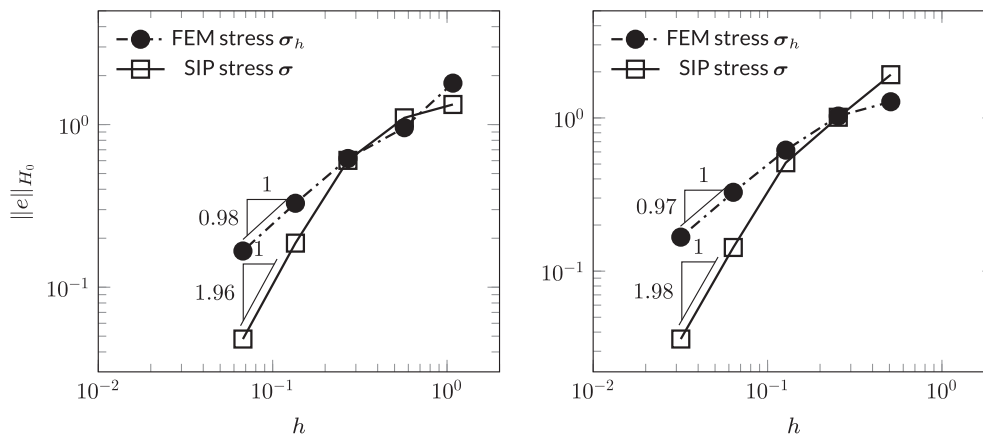 FEM stress σ_h
SIP stress σ
10^0
10^{-1}
‖e‖_{H_0}
1
0.98
1
1.96
10^{-2}
10^{-1}
10^0
h
FEM stress σ_h
SIP stress σ
10^0
10^{-1}
1
0.97
1
1.98
10^{-2}
10^{-1}
10^0
h